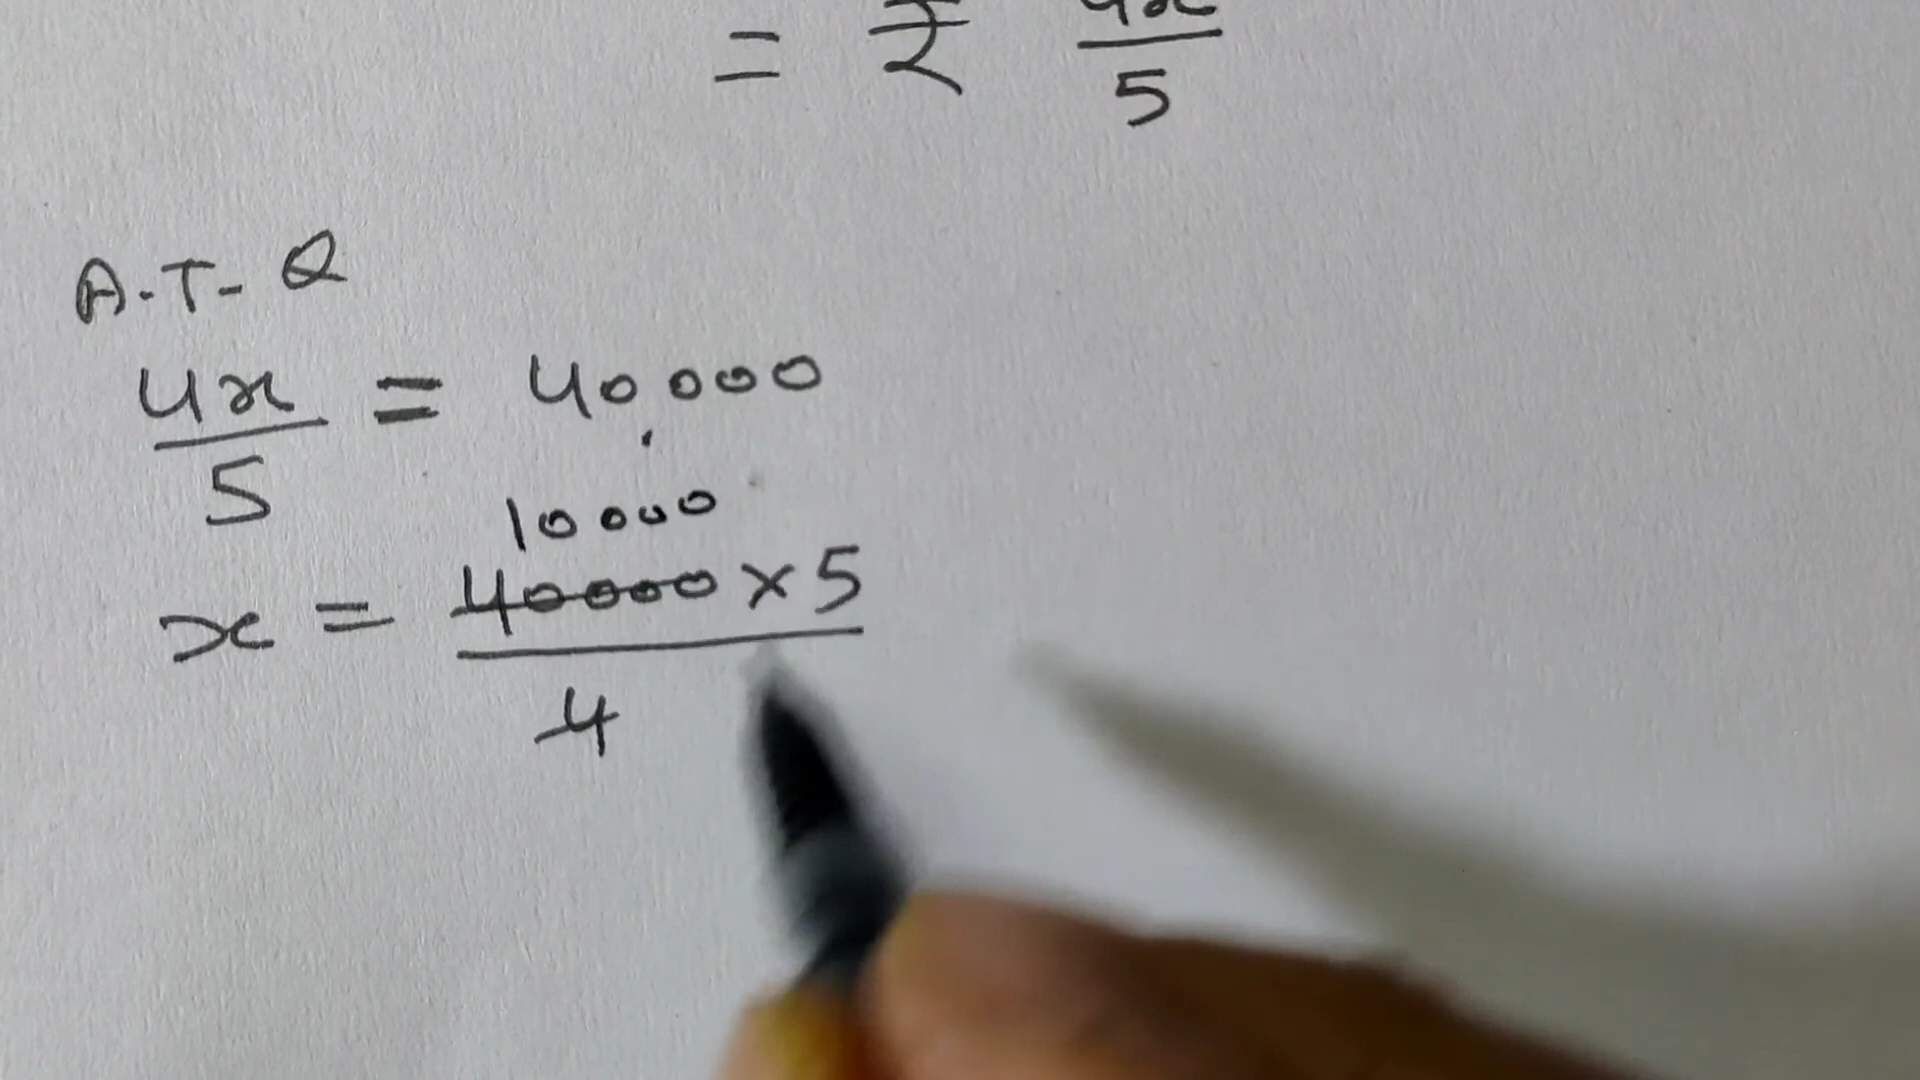 = ₹ 4x/5
A.T-Q
4x/5 = 40,000
10000
x = 40000 x 5
4